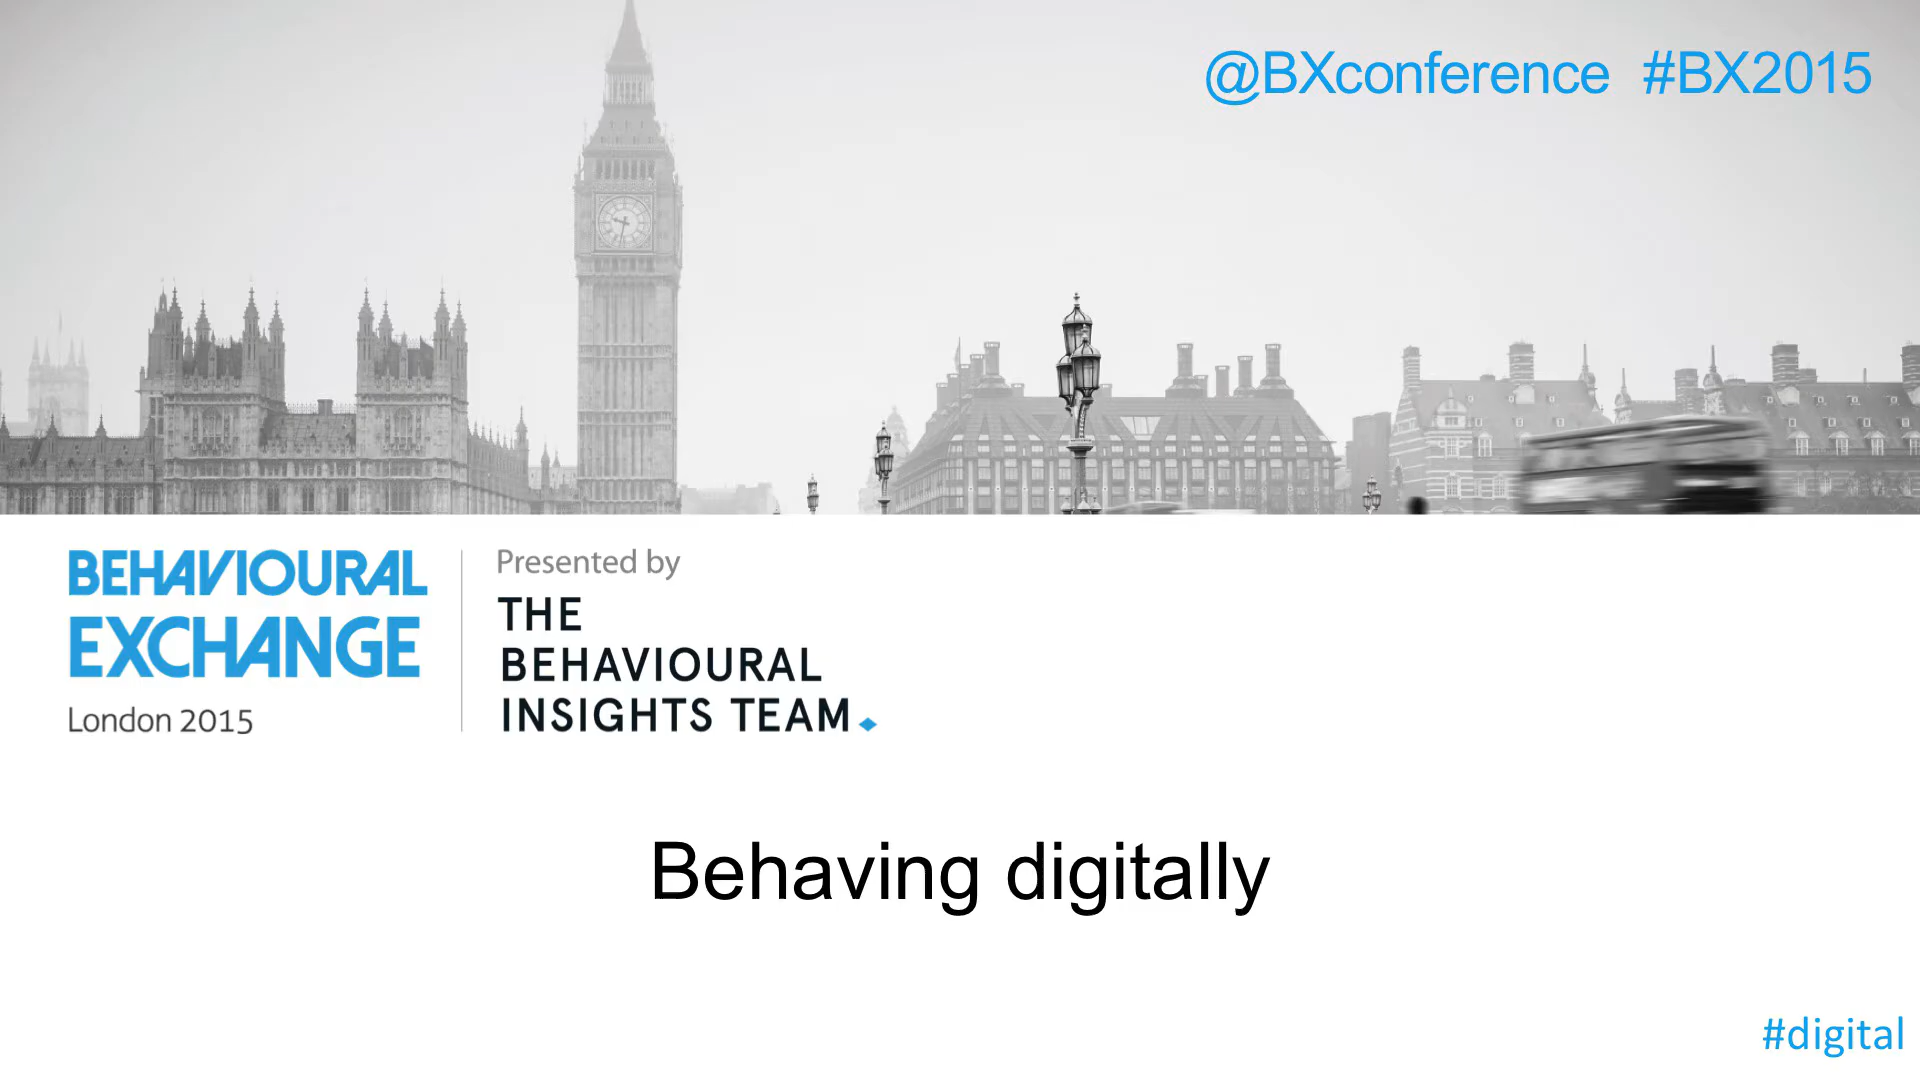 @BXconference #BX2015
BEHAVIOURAL
EXCHANGE
London 2015
Presented by
THE
BEHAVIOURAL
INSIGHTS TEAM
Behaving digitally
#digital